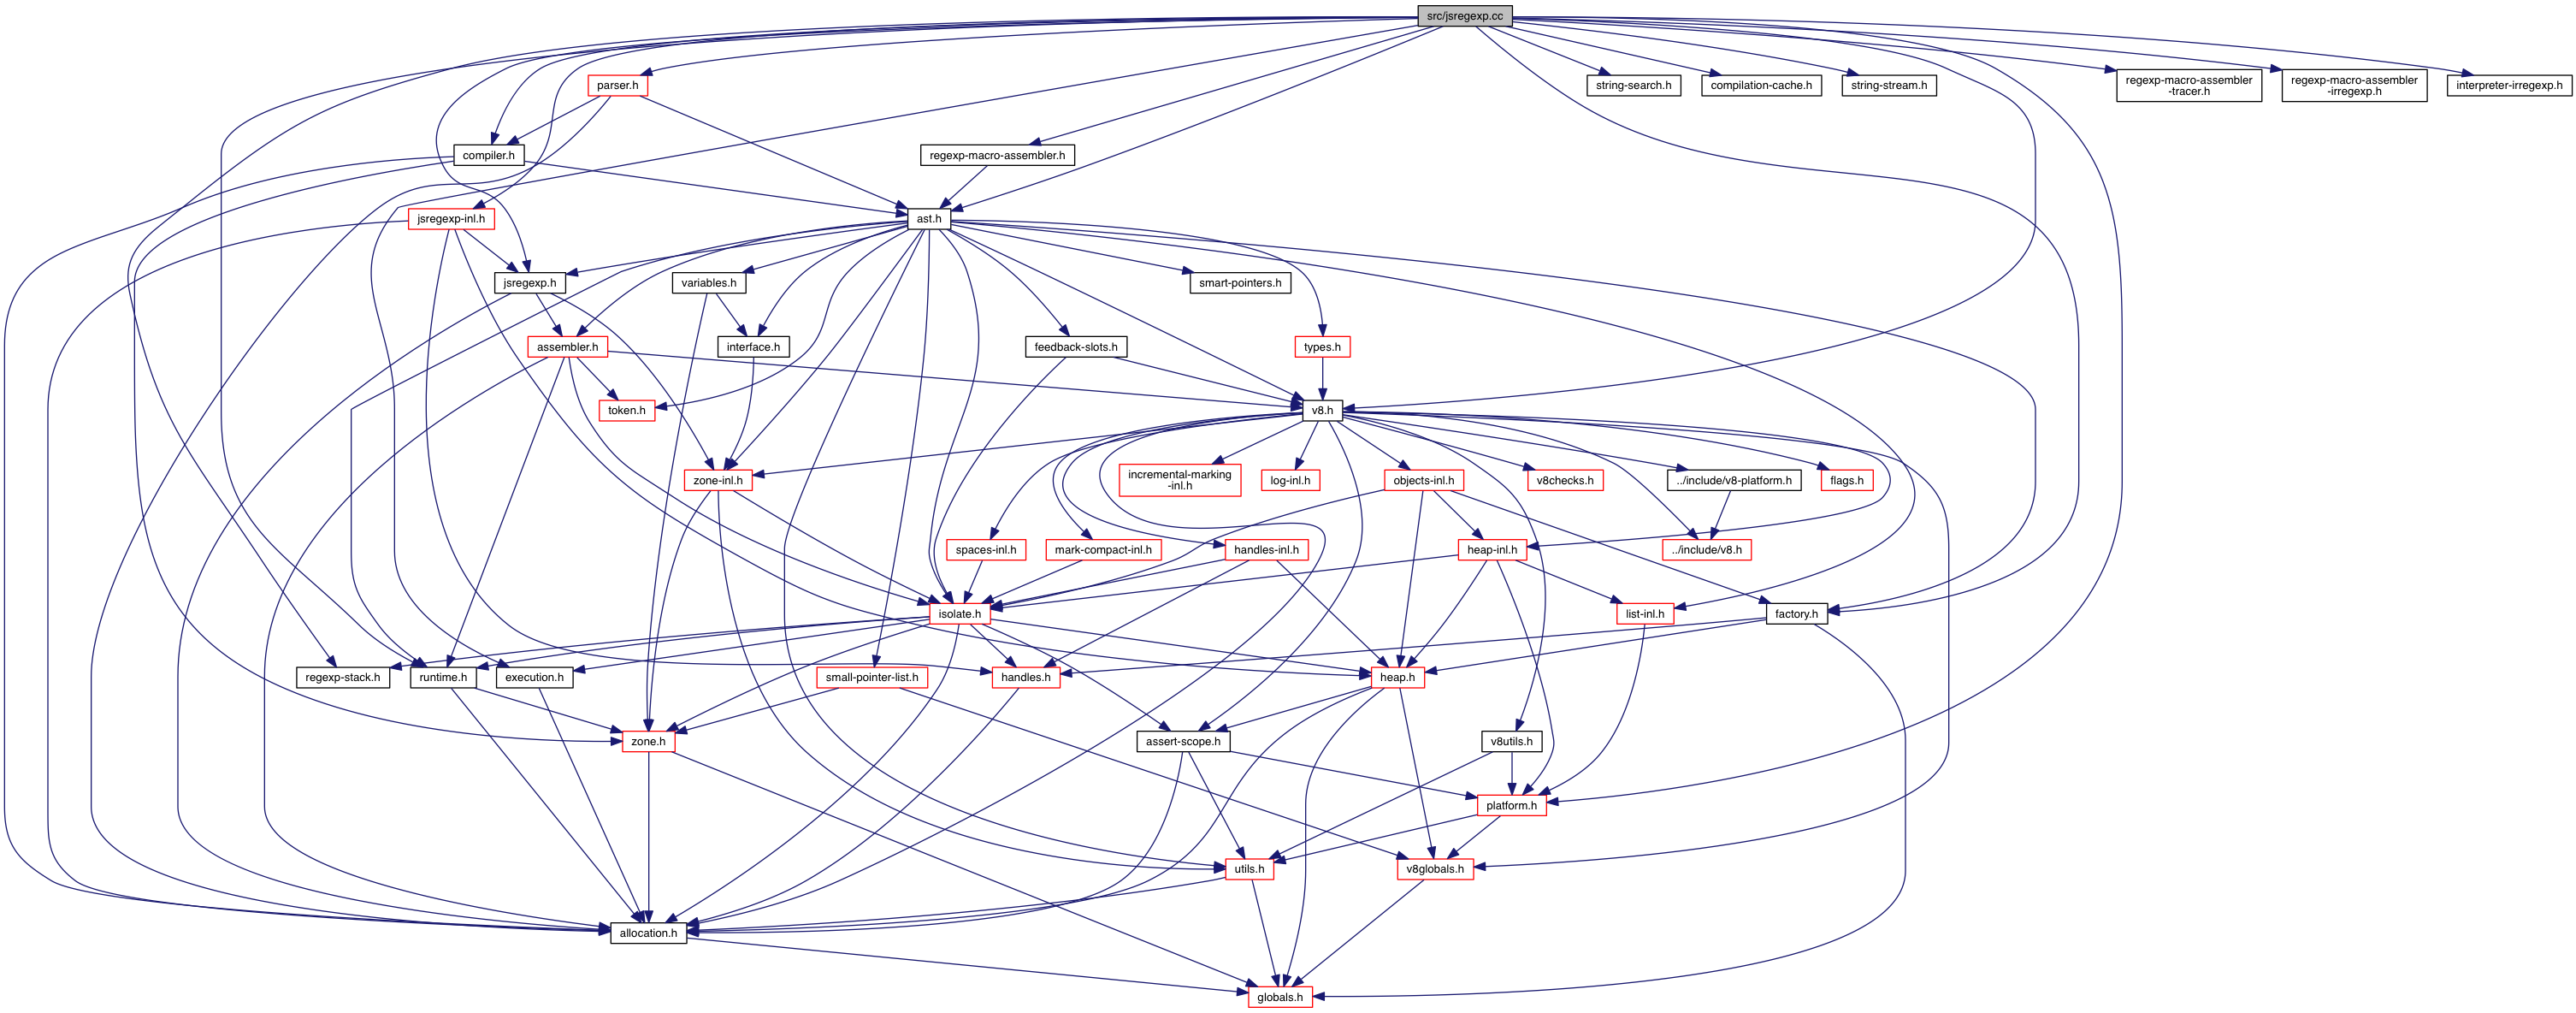 src/jsregexp.cc
parser.h
string-search.h
compilation-cache.h
string-stream.h
regexp-macro-assembler
-tracer.h
regexp-macro-assembler
-irregexp.h
interpreter-irregexp.h
compiler.h
regexp-macro-assembler.h
jsregexp-inl.h
ast.h
jsregexp.h
variables.h
smart-pointers.h
assembler.h
interface.h
feedback-slots.h
types.h
token.h
v8.h
zone-inl.h
incremental-marking
-inl.h
log-inl.h
objects-inl.h
v8checks.h
../include/v8-platform.h
flags.h
spaces-inl.h
mark-compact-inl.h
handles-inl.h
heap-inl.h
../include/v8.h
isolate.h
list-inl.h
factory.h
regexp-stack.h
runtime.h
execution.h
small-pointer-list.h
handles.h
heap.h
zone.h
assert-scope.h
v8utils.h
platform.h
utils.h
v8globals.h
allocation.h
globals.h